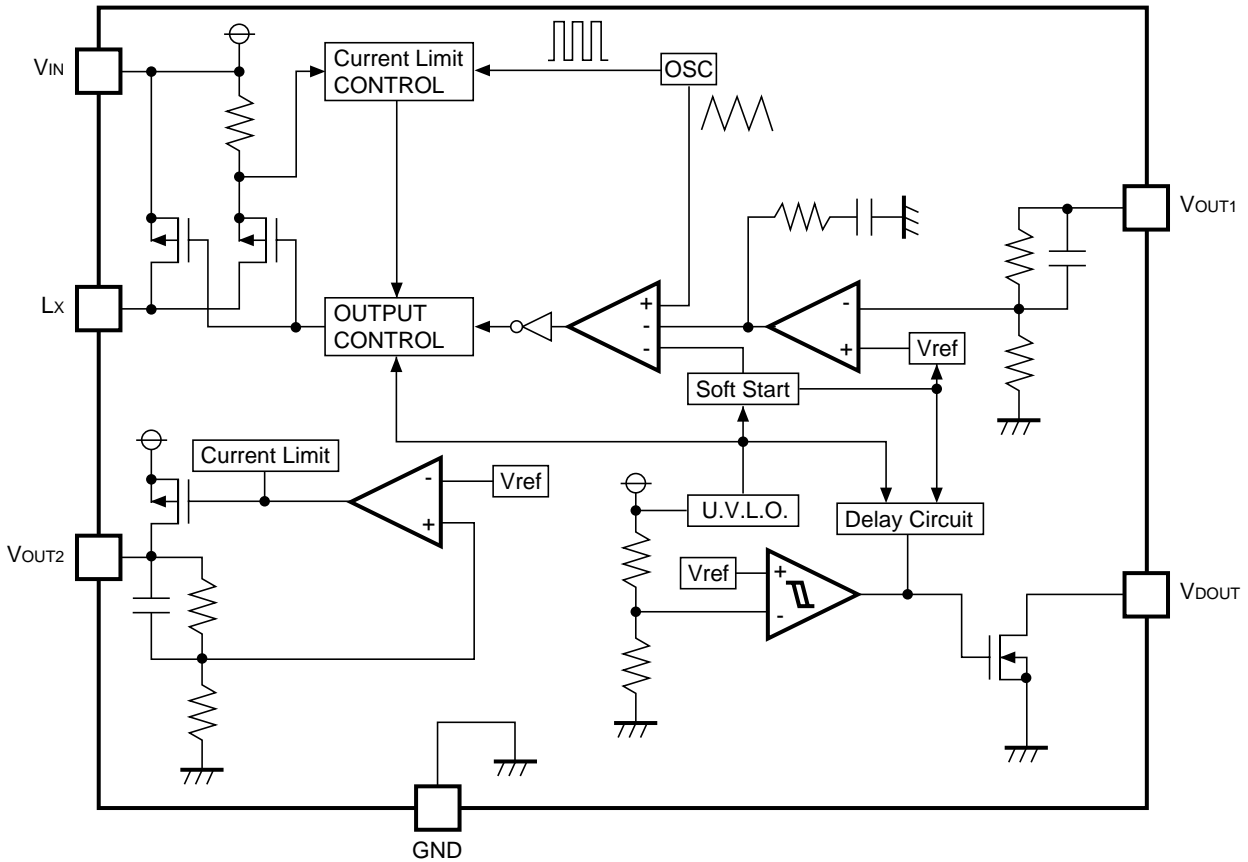 VIN
Current Limit
CONTROL
OSC
VOUT1
LX
OUTPUT
CONTROL
+
-
-
-
+
Vref
Soft Start
Current Limit
-
+
Vref
U.V.L.O.
Delay Circuit
VOUT2
Vref
+
-
VDOUT
GND